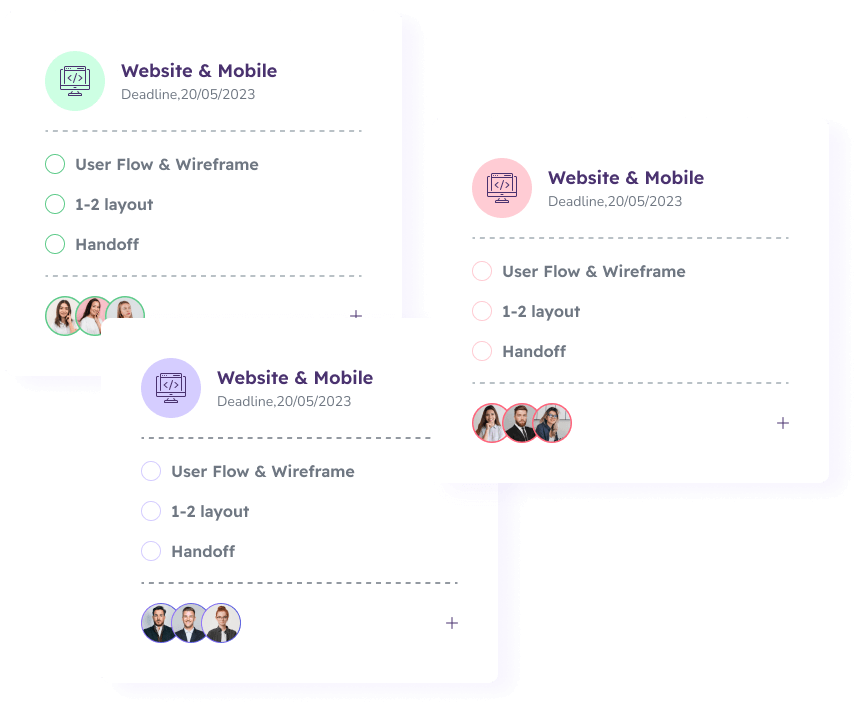 Website & Mobile
Deadline,20/05/2023
User Flow & Wireframe
1-2 layout
Handoff
Website & Mobile
Deadline,20/05/2023
User Flow & Wireframe
1-2 layout
Handoff
Website & Mobile
Deadline,20/05/2023
User Flow & Wireframe
1-2 layout
Handoff